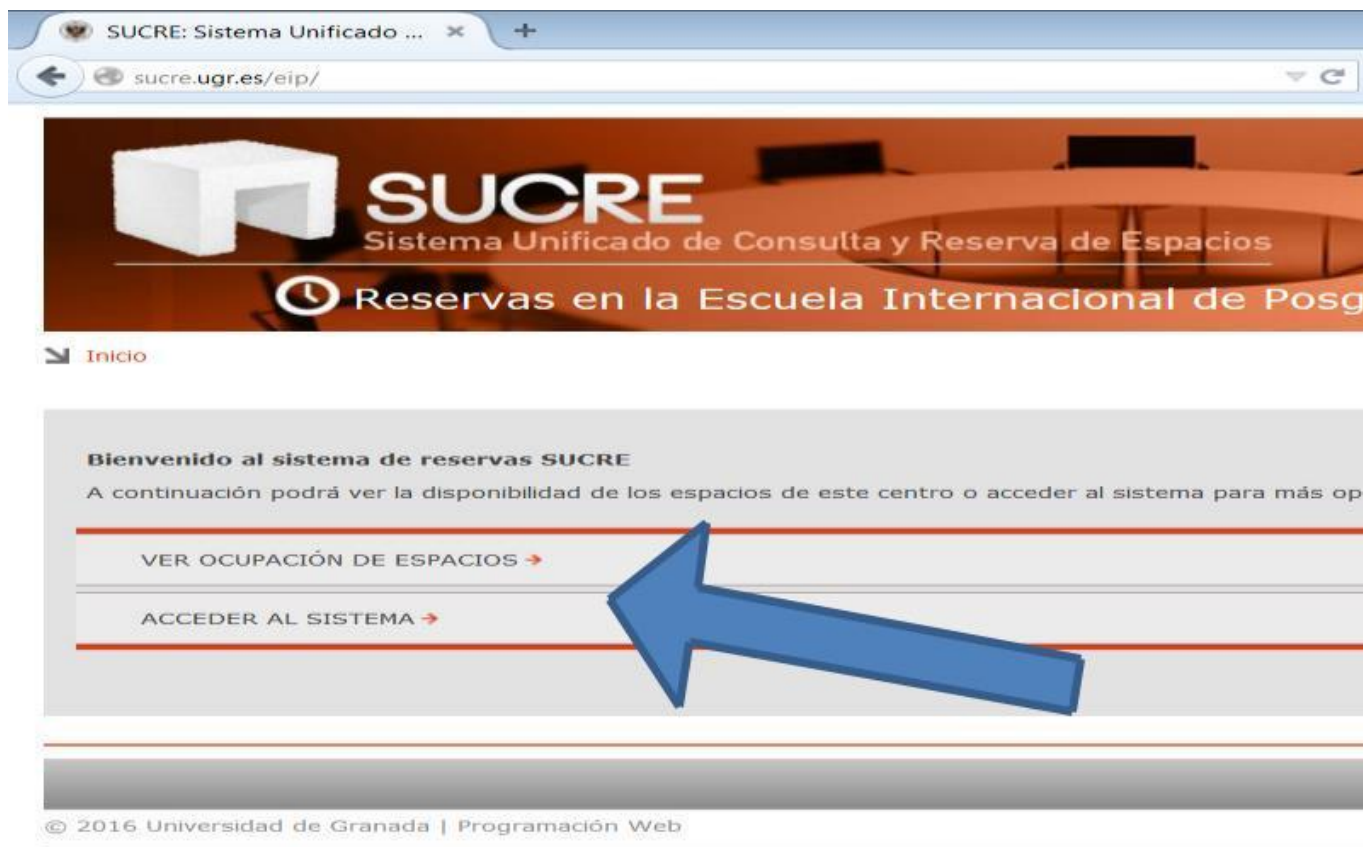 SUCRE: Sistema Unificado ...
sucre.ugr.es/eip/
SUCRE
Sistema Unificado de Consulta y Reserva de Espacios
Reservas en la Escuela Internacional de Posg
Inicio
Bienvenido al sistema de reservas SUCRE
A continuación podrá ver la disponibilidad de los espacios de este centro o acceder al sistema para más op
VER OCUPACIÓN DE ESPACIOS
ACCEDER AL SISTEMA
© 2016 Universidad de Granada | Programación Web